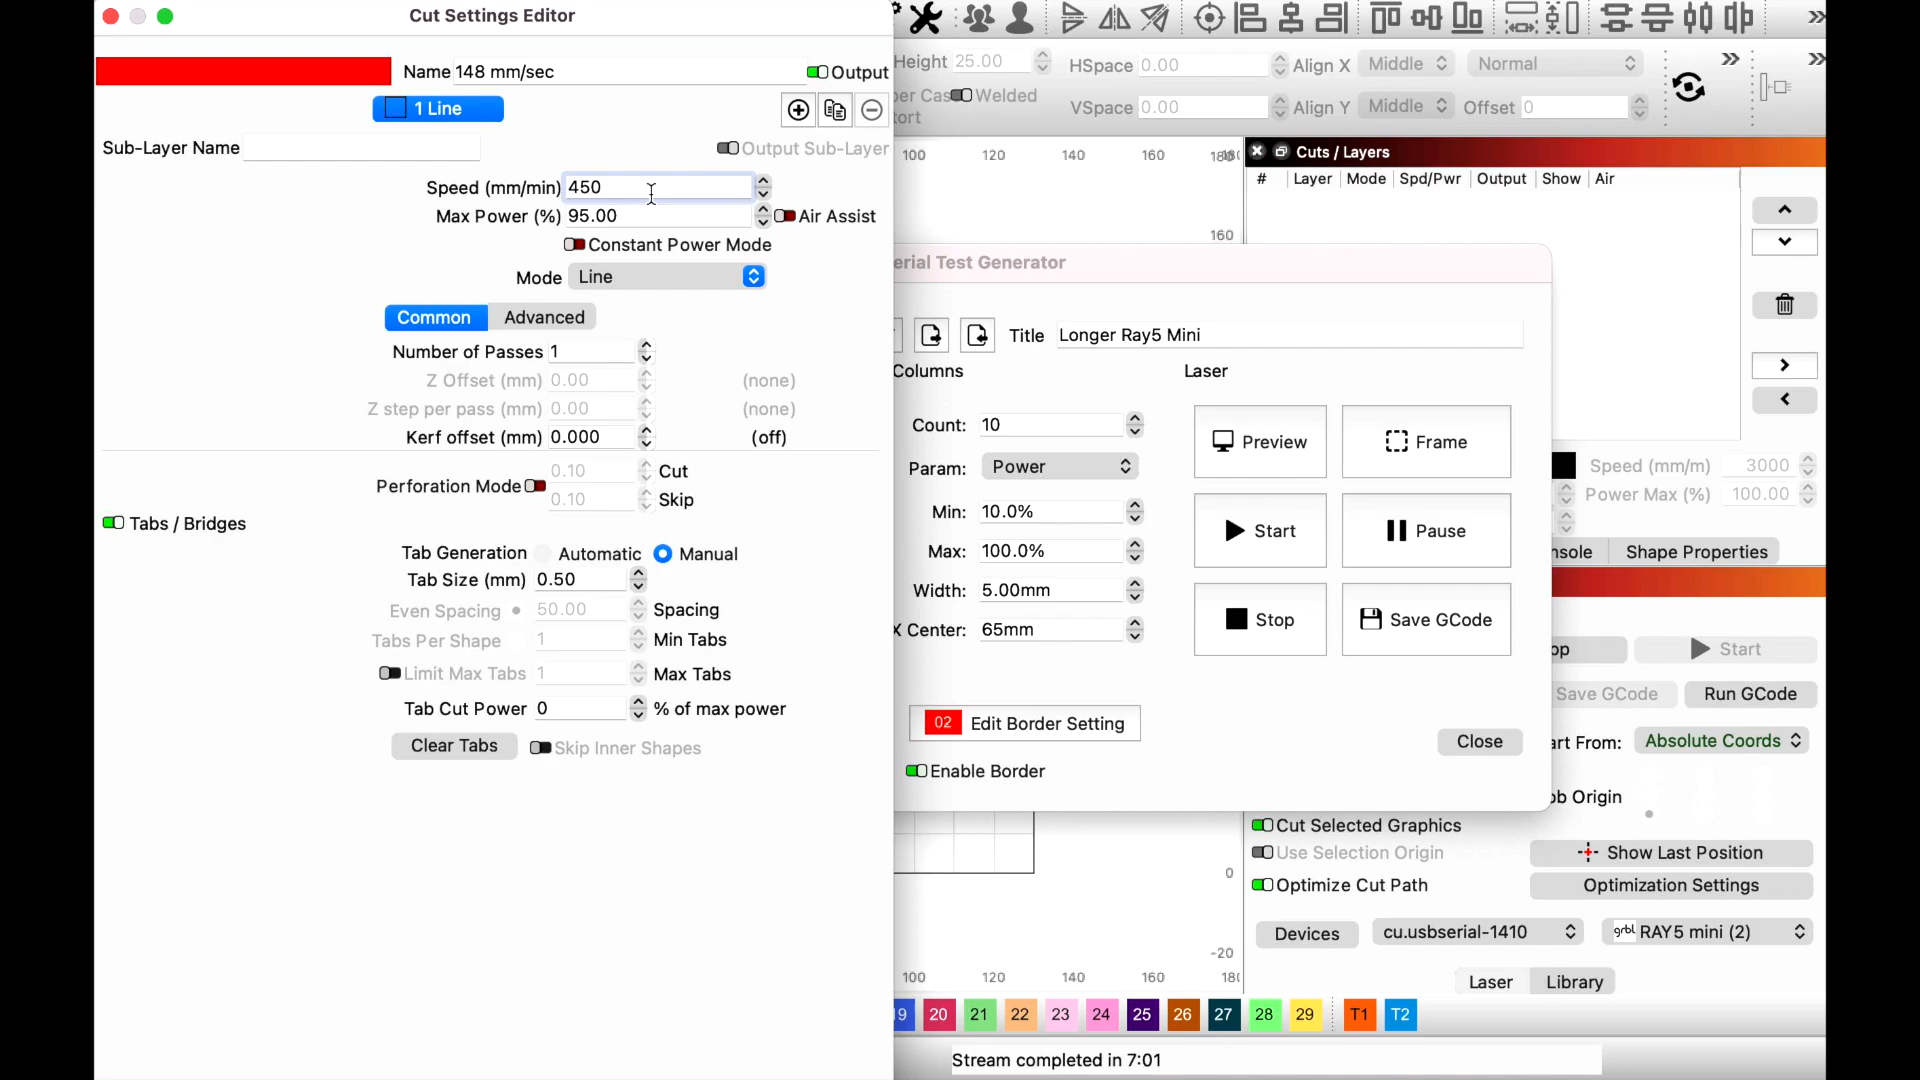 Cut Settings Editor
Name 148 mm/sec
Output
1 Line
Sub-Layer Name
Output Sub-Layer
Speed (mm/min) 450
Max Power (%) 95.00
Air Assist
Constant Power Mode
Mode Line
Common Advanced
Number of Passes 1
Z Offset (mm) 0.00 (none)
Z step per pass (mm) 0.00 (none)
Kerf offset (mm) 0.000 (off)
0.10 Cut
Perforation Mode
0.10 Skip
Tabs / Bridges
Tab Generation Automatic Manual
Tab Size (mm) 0.50
Even Spacing 50.00 Spacing
Tabs Per Shape 1 Min Tabs
Limit Max Tabs 1 Max Tabs
Tab Cut Power 0 % of max power
Clear Tabs Skip Inner Shapes
Height 25.00 HSpace 0.00 Align X Middle Normal
Welded
VSpace 0.00 Align Y Middle Offset 0
100 120 140 160
160
Cuts / Layers
# Layer Mode Spd/Pwr Output Show Air
erial Test Generator
Title Longer Ray5 Mini
Columns
Laser
Count: 10
Param: Power
Min: 10.0%
Max: 100.0%
Width: 5.00mm
X Center: 65mm
Preview Frame
Start Pause
Stop Save GCode
02 Edit Border Setting
Enable Border
Close
Speed (mm/m) 3000
Power Max (%) 100.00
nsole Shape Properties
op Start
Save GCode Run GCode
art From: Absolute Coords
ob Origin
Cut Selected Graphics
Use Selection Origin
Show Last Position
Optimize Cut Path
Optimization Settings
0
-20
Devices cu.usbserial-1410 grbl RAY5 mini (2)
100 120 140 160 18
Laser Library
19 20 21 22 23 24 25 26 27 28 29 T1 T2
Stream completed in 7:01